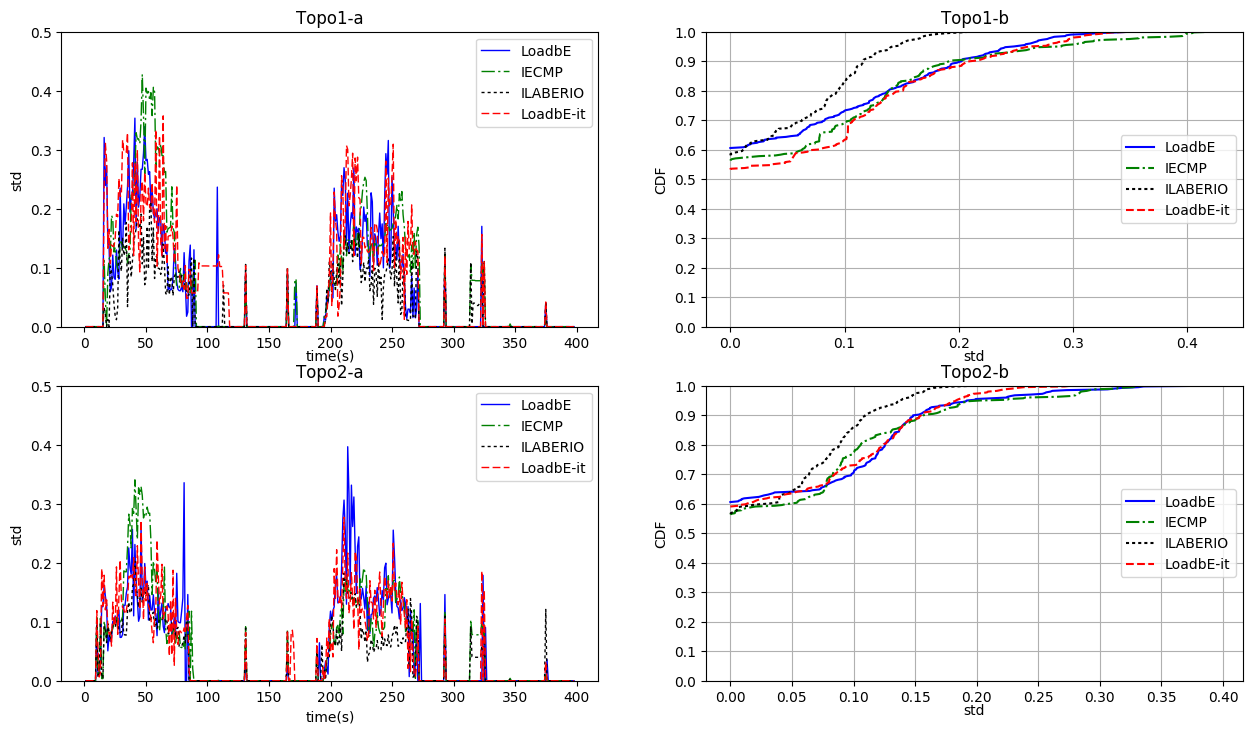 Topo1-a
0.5
0.4
0.3
0.2
0.1
0.0
std
LoadbE
IECMP
ILABERIO
LoadbE-it
0 50 100 150 200 250 300 350 400
time(s)
Topo1-b
1.0
0.9
0.8
0.7
0.6
0.5
0.4
0.3
0.2
0.1
0.0
CDF
LoadbE
IECMP
ILABERIO
LoadbE-it
0.0 0.1 0.2 0.3 0.4
std
Topo2-a
0.5
0.4
0.3
0.2
0.1
0.0
std
LoadbE
IECMP
ILABERIO
LoadbE-it
0 50 100 150 200 250 300 350 400
time(s)
Topo2-b
1.0
0.9
0.8
0.7
0.6
0.5
0.4
0.3
0.2
0.1
0.0
CDF
LoadbE
IECMP
ILABERIO
LoadbE-it
0.00 0.05 0.10 0.15 0.20 0.25 0.30 0.35 0.40
std